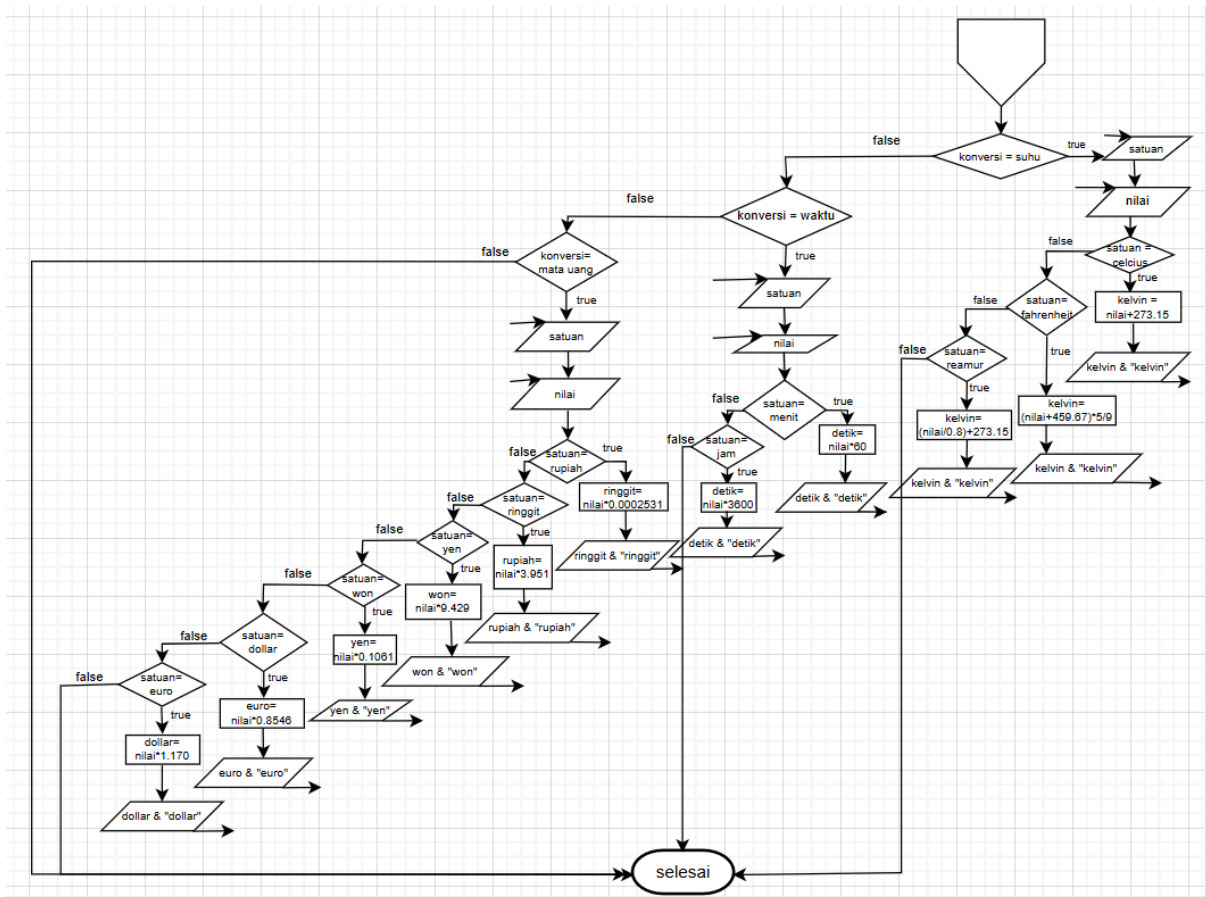 false
konversi = suhu
true
satuan
nilai
false
satuan =
celcius
true
kelvin =
nilai+273.15
kelvin & "kelvin"
false
satuan=
fahrenheit
true
kelvin=
(nilai+459.67)*5/9
kelvin & "kelvin"
false
satuan=
reamur
true
kelvin=
(nilai/0.8)+273.15
kelvin & "kelvin"
false
konversi = waktu
true
satuan
nilai
false
satuan=
menit
true
detik=
nilai*60
detik & "detik"
false
satuan=
jam
true
detik=
nilai*3600
detik & "detik"
false
konversi=
mata uang
true
satuan
nilai
false
satuan=
rupiah
true
ringgit=
nilai*0.0002531
ringgit & "ringgit"
false
satuan=
ringgit
true
rupiah=
nilai*3.951
rupiah & "rupiah"
false
satuan=
yen
true
won=
nilai*9.429
won & "won"
false
satuan=
won
true
yen=
nilai*0.1061
yen & "yen"
false
satuan=
dollar
true
euro=
nilai*0.8546
euro & "euro"
false
satuan=
euro
true
dollar=
nilai*1.170
dollar & "dollar"
selesai